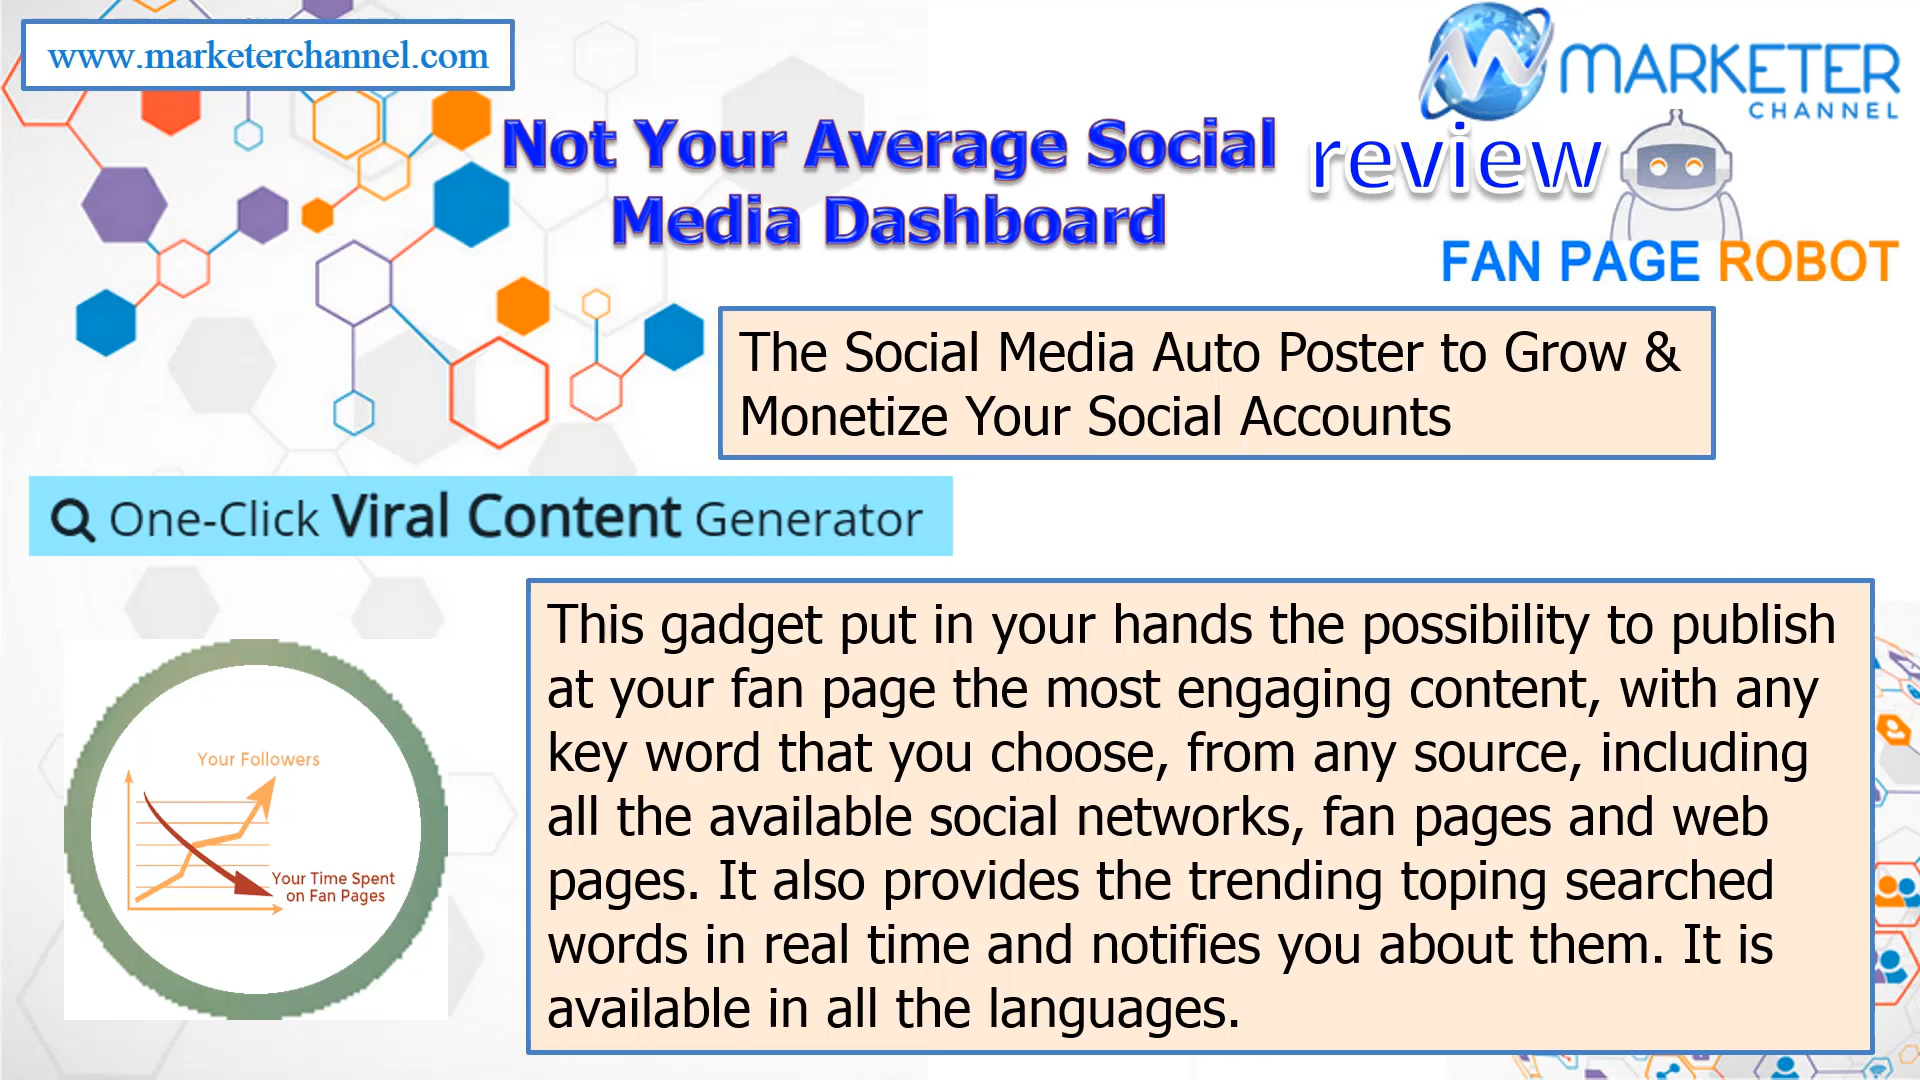 www.marketerchannel.com
MARKETER
CHANNEL
Not Your Average Social
Media Dashboard
review
FAN PAGE ROBOT
The Social Media Auto Poster to Grow &
Monetize Your Social Accounts
One-Click Viral Content Generator
This gadget put in your hands the possibility to publish
at your fan page the most engaging content, with any
key word that you choose, from any source, including
all the available social networks, fan pages and web
pages. It also provides the trending toping searched
words in real time and notifies you about them. It is
available in all the languages.
Your Followers
Your Time Spent
on Fan Pages